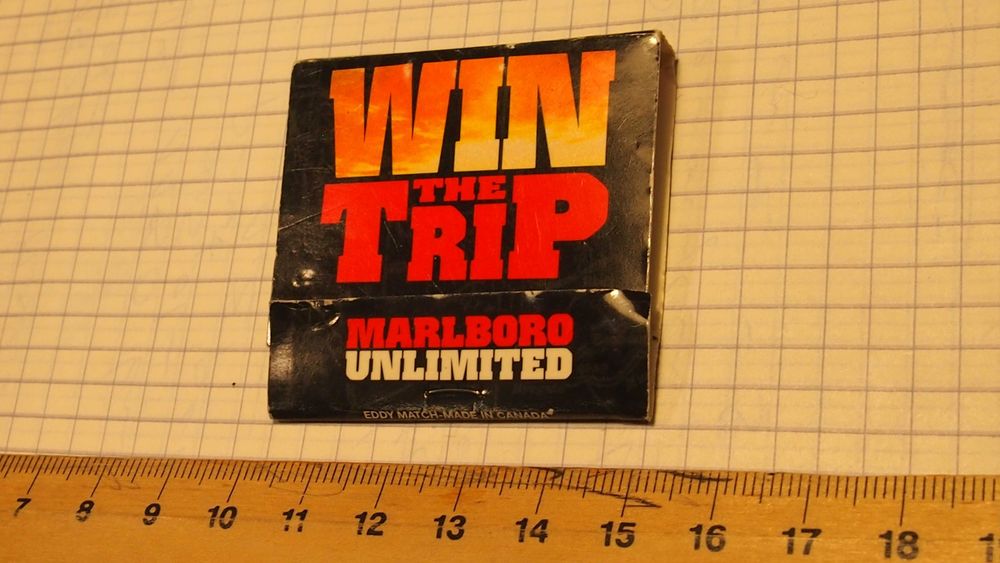 WIN
THE
TRIP
MARLBORO
UNLIMITED
EDDY MATCH-MADE IN CANADA
7 8 9 10 11 12 13 14 15 16 17 18